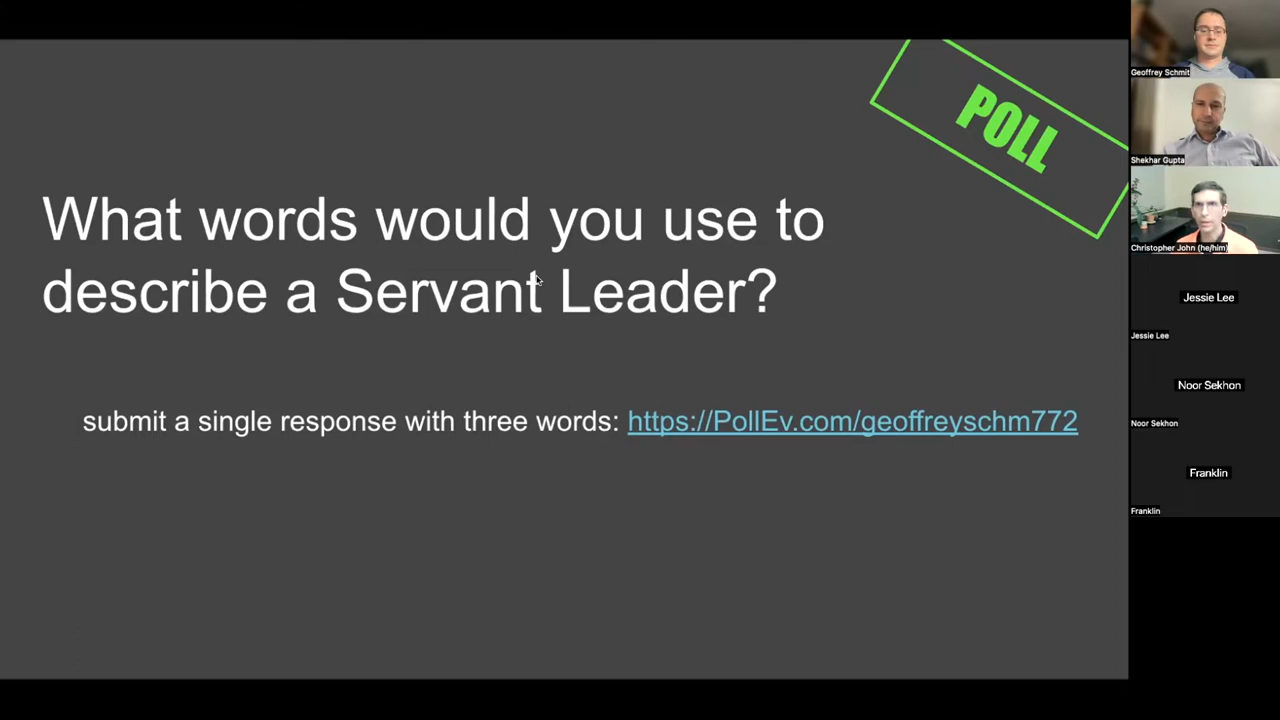 POLL
What words would you use to
describe a Servant Leader?
submit a single response with three words: https://PollEv.com/geoffreyschm772
Geoffrey Schmit
Shekhar Gupta
Christopher John (he/him)
Jessie Lee
Jessie Lee
Noor Sekhon
Noor Sekhon
Franklin
Franklin